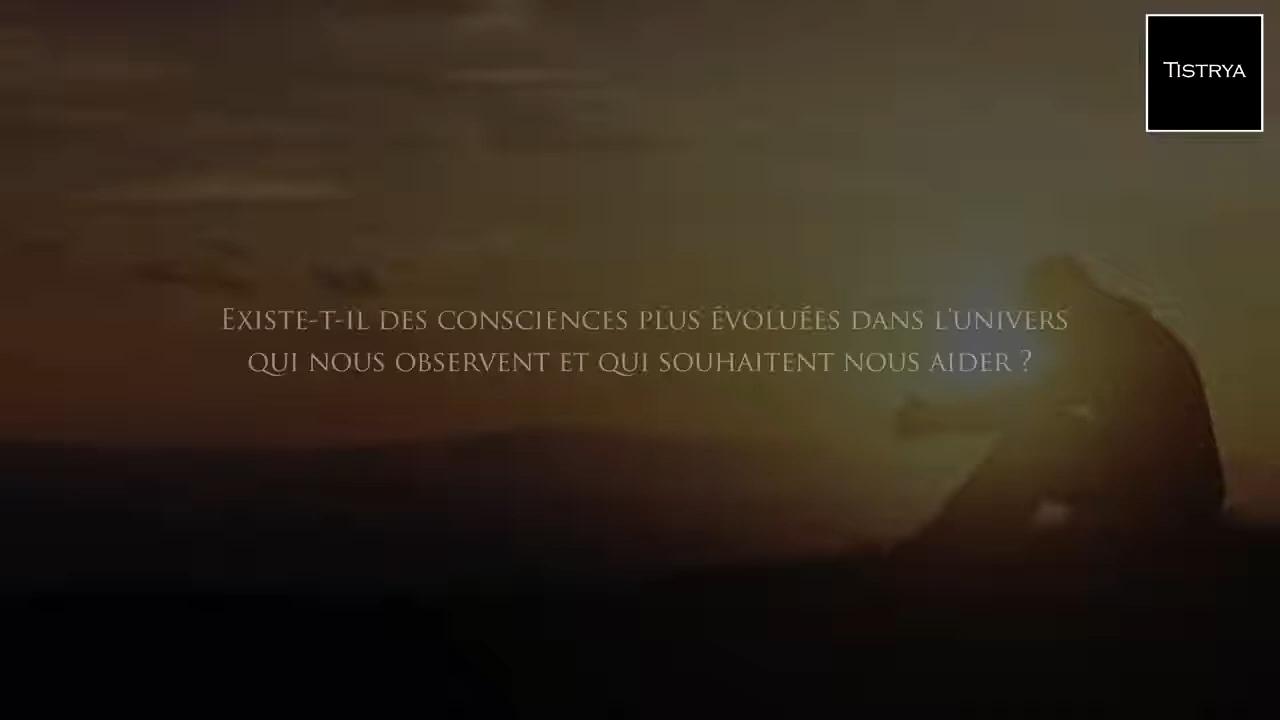 Tistrya
Existe-t-il des consciences plus évoluées dans l'univers
qui nous observent et qui souhaitent nous aider ?